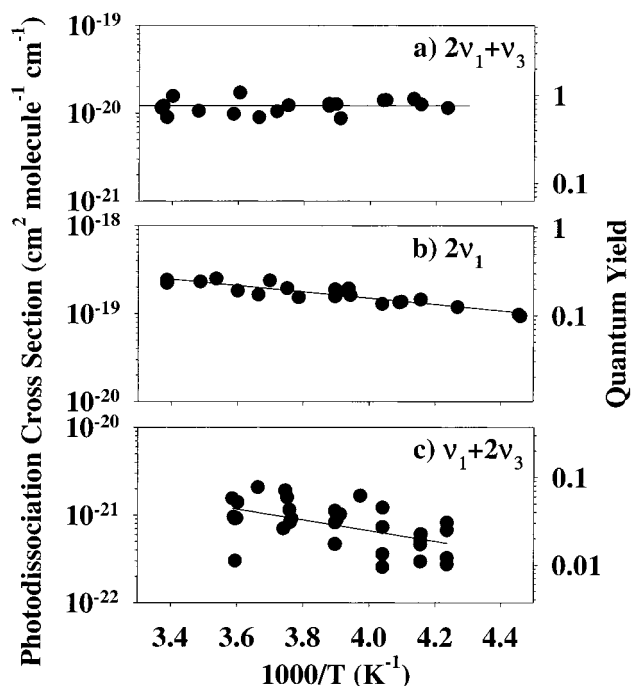 Photodissociation Cross Section (cm² molecule⁻¹ cm⁻¹)
10⁻¹⁹
10⁻²⁰
10⁻²¹
a) 2ν₁+ν₃
1
0.1
10⁻¹⁸
10⁻¹⁹
10⁻²⁰
b) 2ν₁
1
0.1
10⁻²⁰
10⁻²¹
10⁻²²
c) ν₁+2ν₃
0.1
0.01
Quantum Yield
3.4 3.6 3.8 4.0 4.2 4.4
1000/T (K⁻¹)